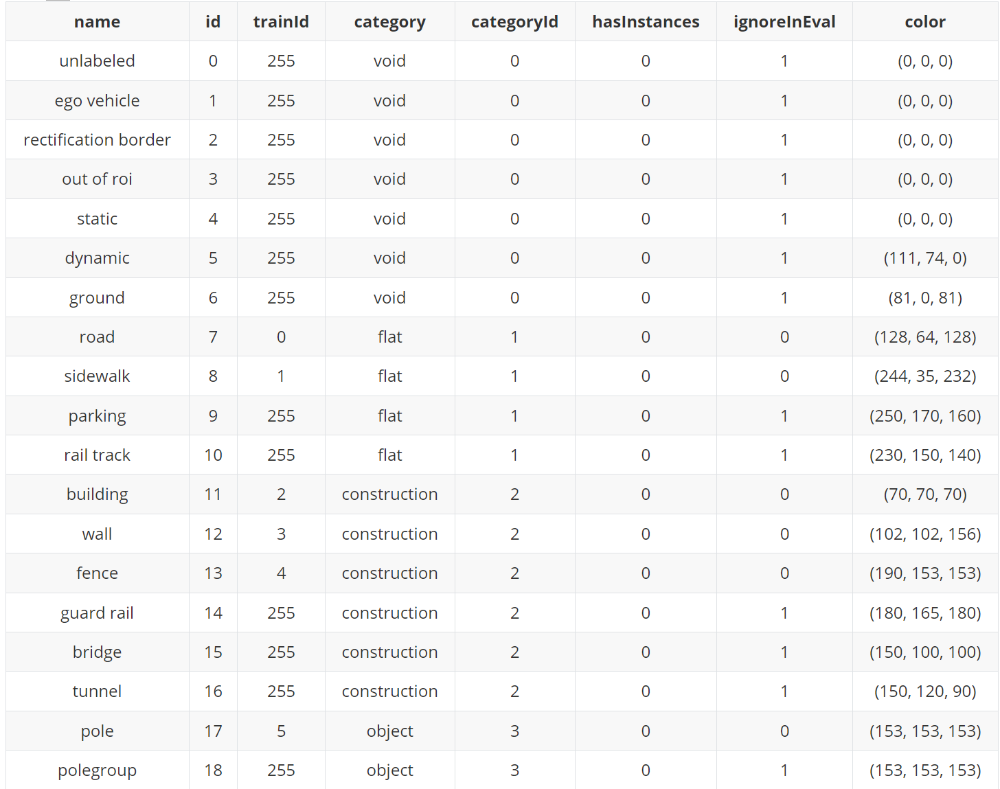 name id trainId category categoryId hasInstances ignoreInEval color
unlabeled 0 255 void 0 0 1 (0, 0, 0)
ego vehicle 1 255 void 0 0 1 (0, 0, 0)
rectification border 2 255 void 0 0 1 (0, 0, 0)
out of roi 3 255 void 0 0 1 (0, 0, 0)
static 4 255 void 0 0 1 (0, 0, 0)
dynamic 5 255 void 0 0 1 (111, 74, 0)
ground 6 255 void 0 0 1 (81, 0, 81)
road 7 0 flat 1 0 0 (128, 64, 128)
sidewalk 8 1 flat 1 0 0 (244, 35, 232)
parking 9 255 flat 1 0 1 (250, 170, 160)
rail track 10 255 flat 1 0 1 (230, 150, 140)
building 11 2 construction 2 0 0 (70, 70, 70)
wall 12 3 construction 2 0 0 (102, 102, 156)
fence 13 4 construction 2 0 0 (190, 153, 153)
guard rail 14 255 construction 2 0 1 (180, 165, 180)
bridge 15 255 construction 2 0 1 (150, 100, 100)
tunnel 16 255 construction 2 0 1 (150, 120, 90)
pole 17 5 object 3 0 0 (153, 153, 153)
polegroup 18 255 object 3 0 1 (153, 153, 153)